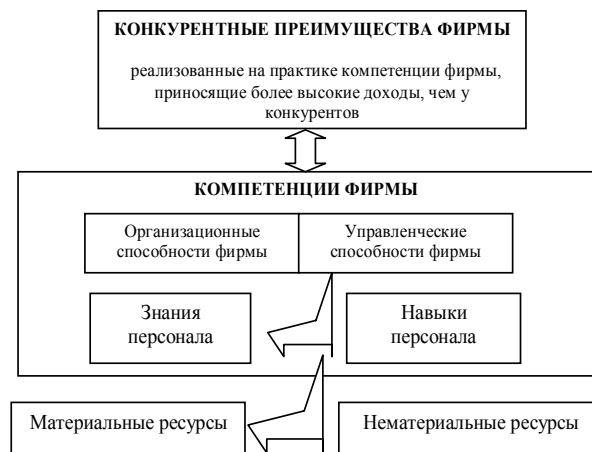 КОНКУРЕНТНЫЕ ПРЕИМУЩЕСТВА ФИРМЫ
реализованные на практике компетенции фирмы,
приносящие более высокие доходы, чем у
конкурентов
КОМПЕТЕНЦИИ ФИРМЫ
Организационные
способности фирмы
Управленческие
способности фирмы
Знания
персонала
Навыки
персонала
Материальные ресурсы
Нематериальные ресурсы